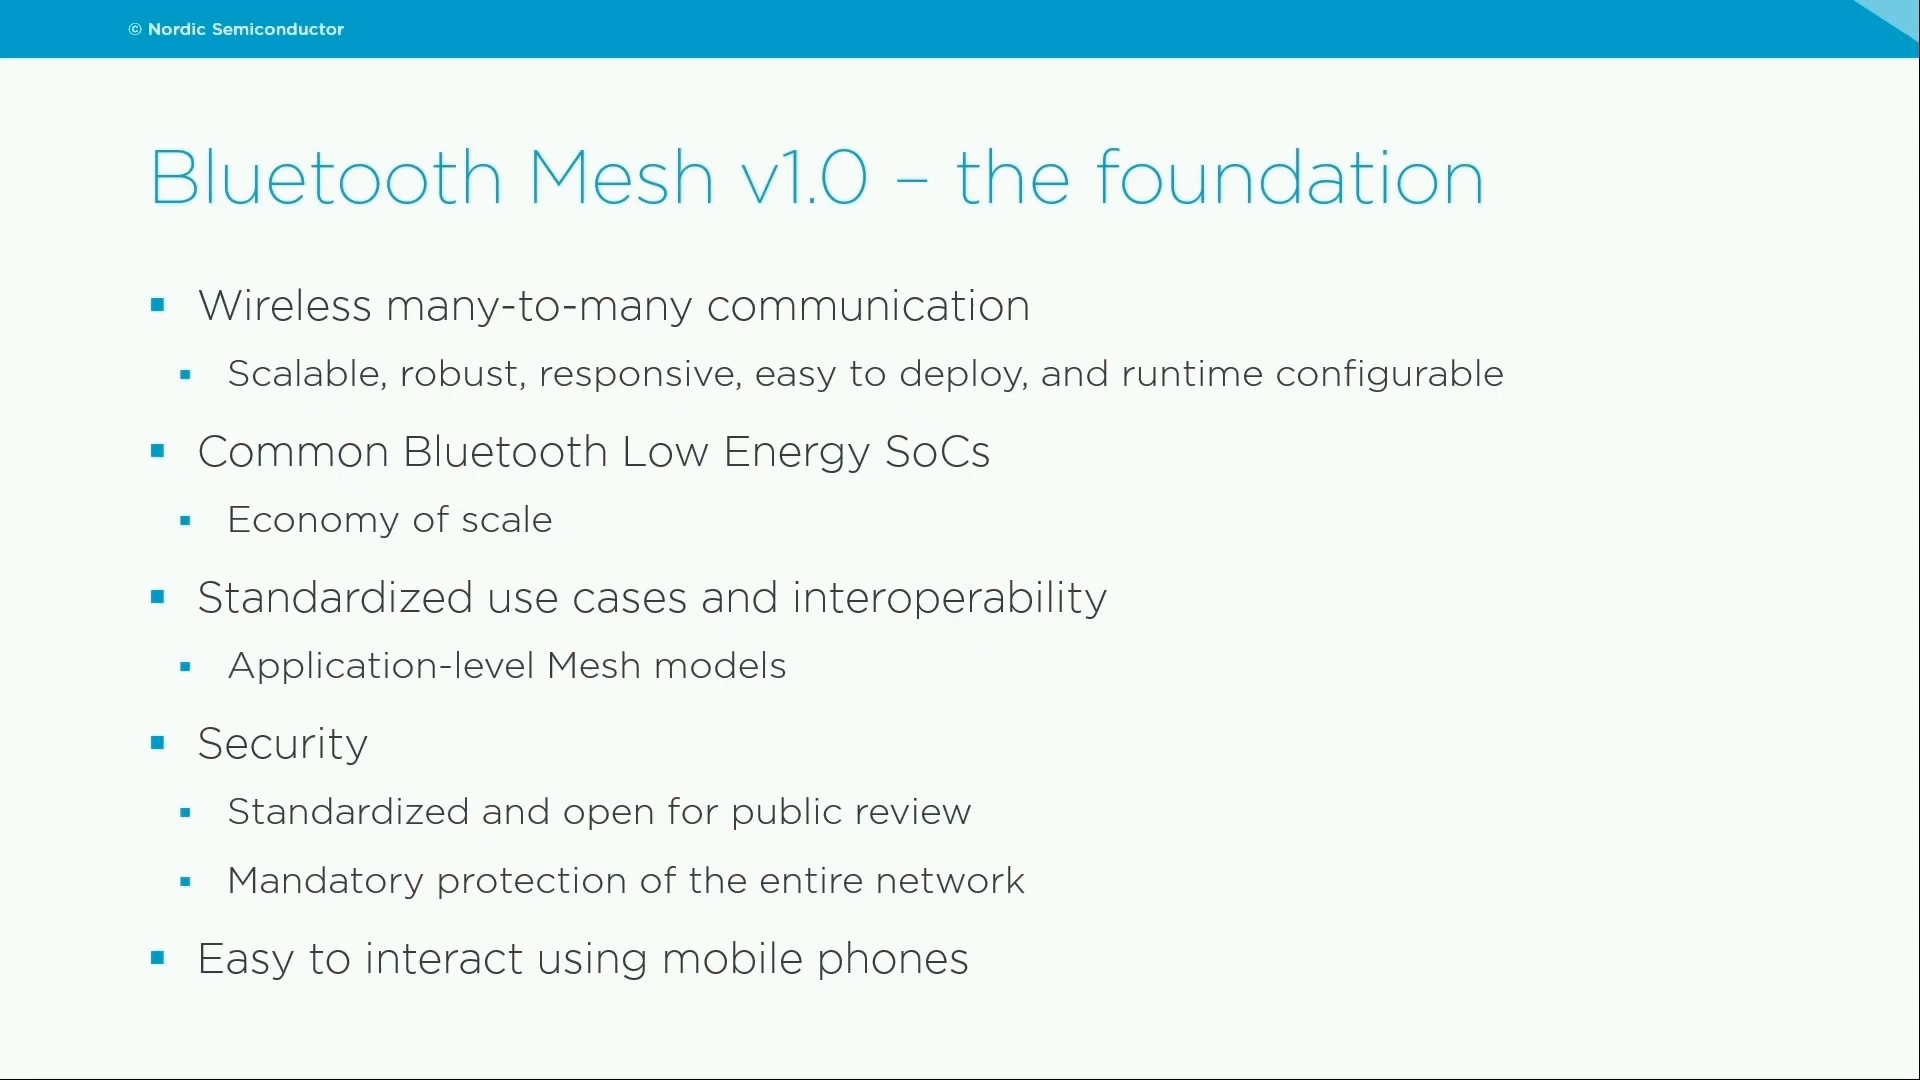 © Nordic Semiconductor
Bluetooth Mesh v1.0 – the foundation
Wireless many-to-many communication
Scalable, robust, responsive, easy to deploy, and runtime configurable
Common Bluetooth Low Energy SoCs
Economy of scale
Standardized use cases and interoperability
Application-level Mesh models
Security
Standardized and open for public review
Mandatory protection of the entire network
Easy to interact using mobile phones